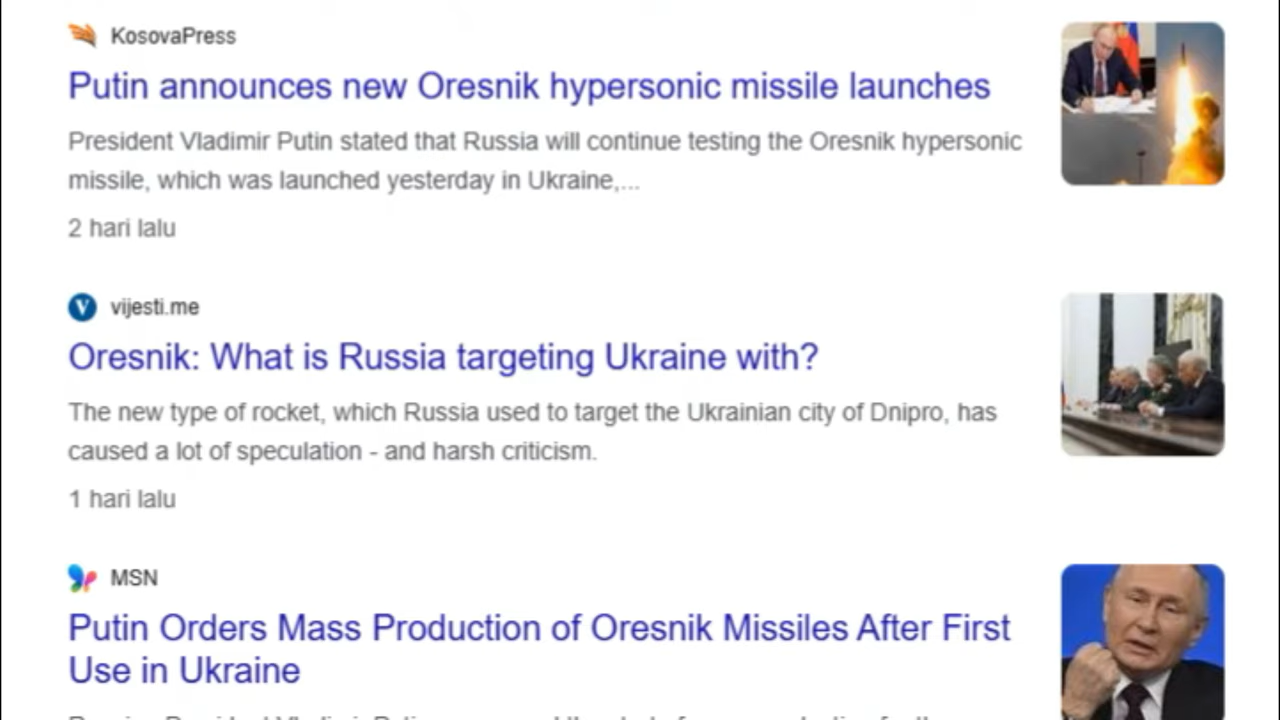 KosovaPress
Putin announces new Oresnik hypersonic missile launches
President Vladimir Putin stated that Russia will continue testing the Oresnik hypersonic
missile, which was launched yesterday in Ukraine,...
2 hari lalu
V vijesti.me
Oresnik: What is Russia targeting Ukraine with?
The new type of rocket, which Russia used to target the Ukrainian city of Dnipro, has
caused a lot of speculation - and harsh criticism.
1 hari lalu
MSN
Putin Orders Mass Production of Oresnik Missiles After First
Use in Ukraine